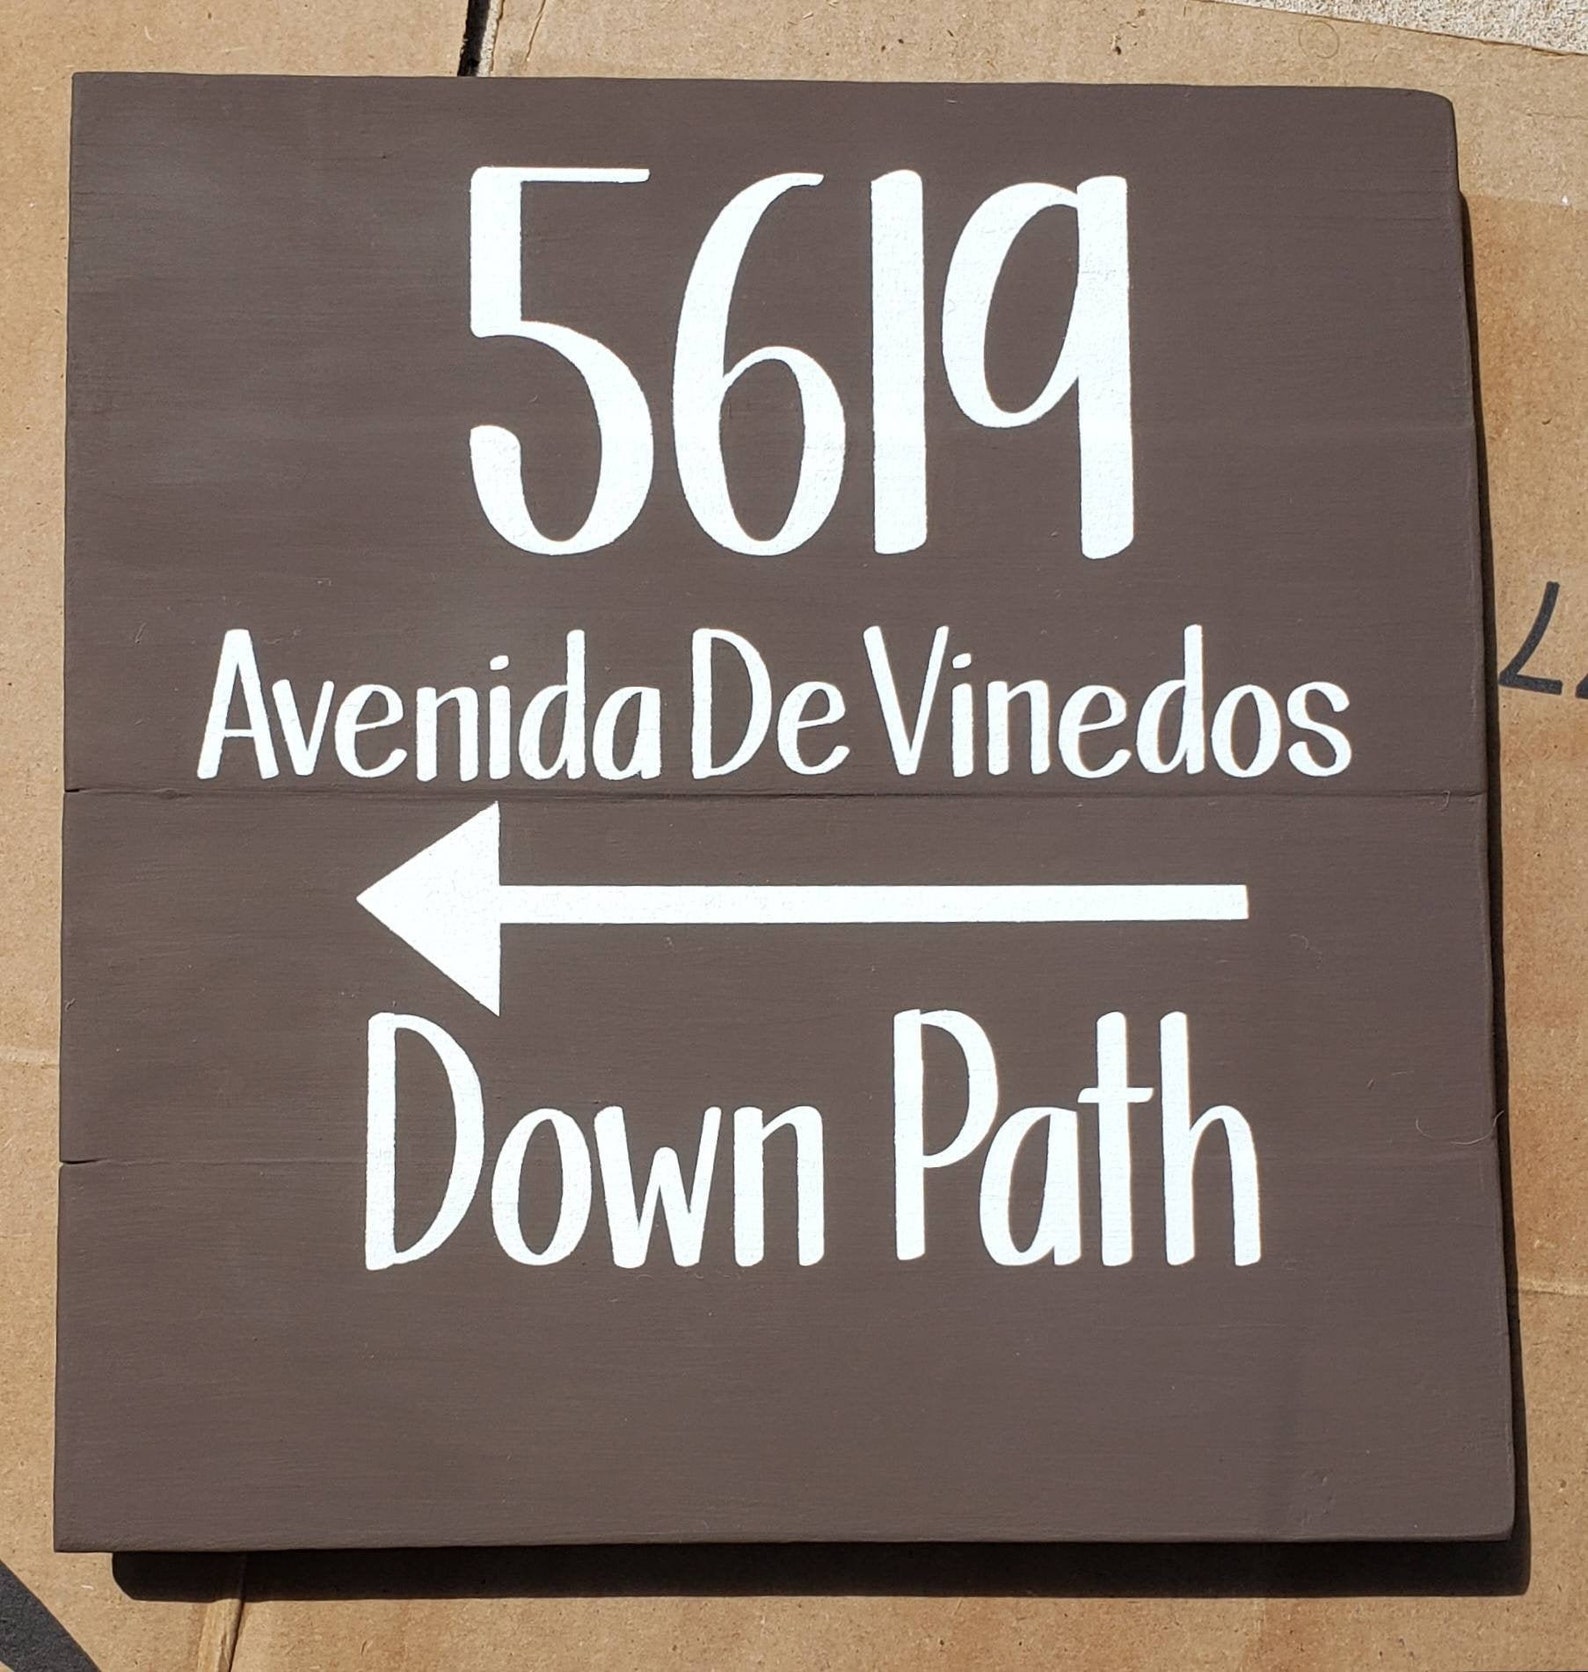 5619
Avenida De Vinedos
Down Path